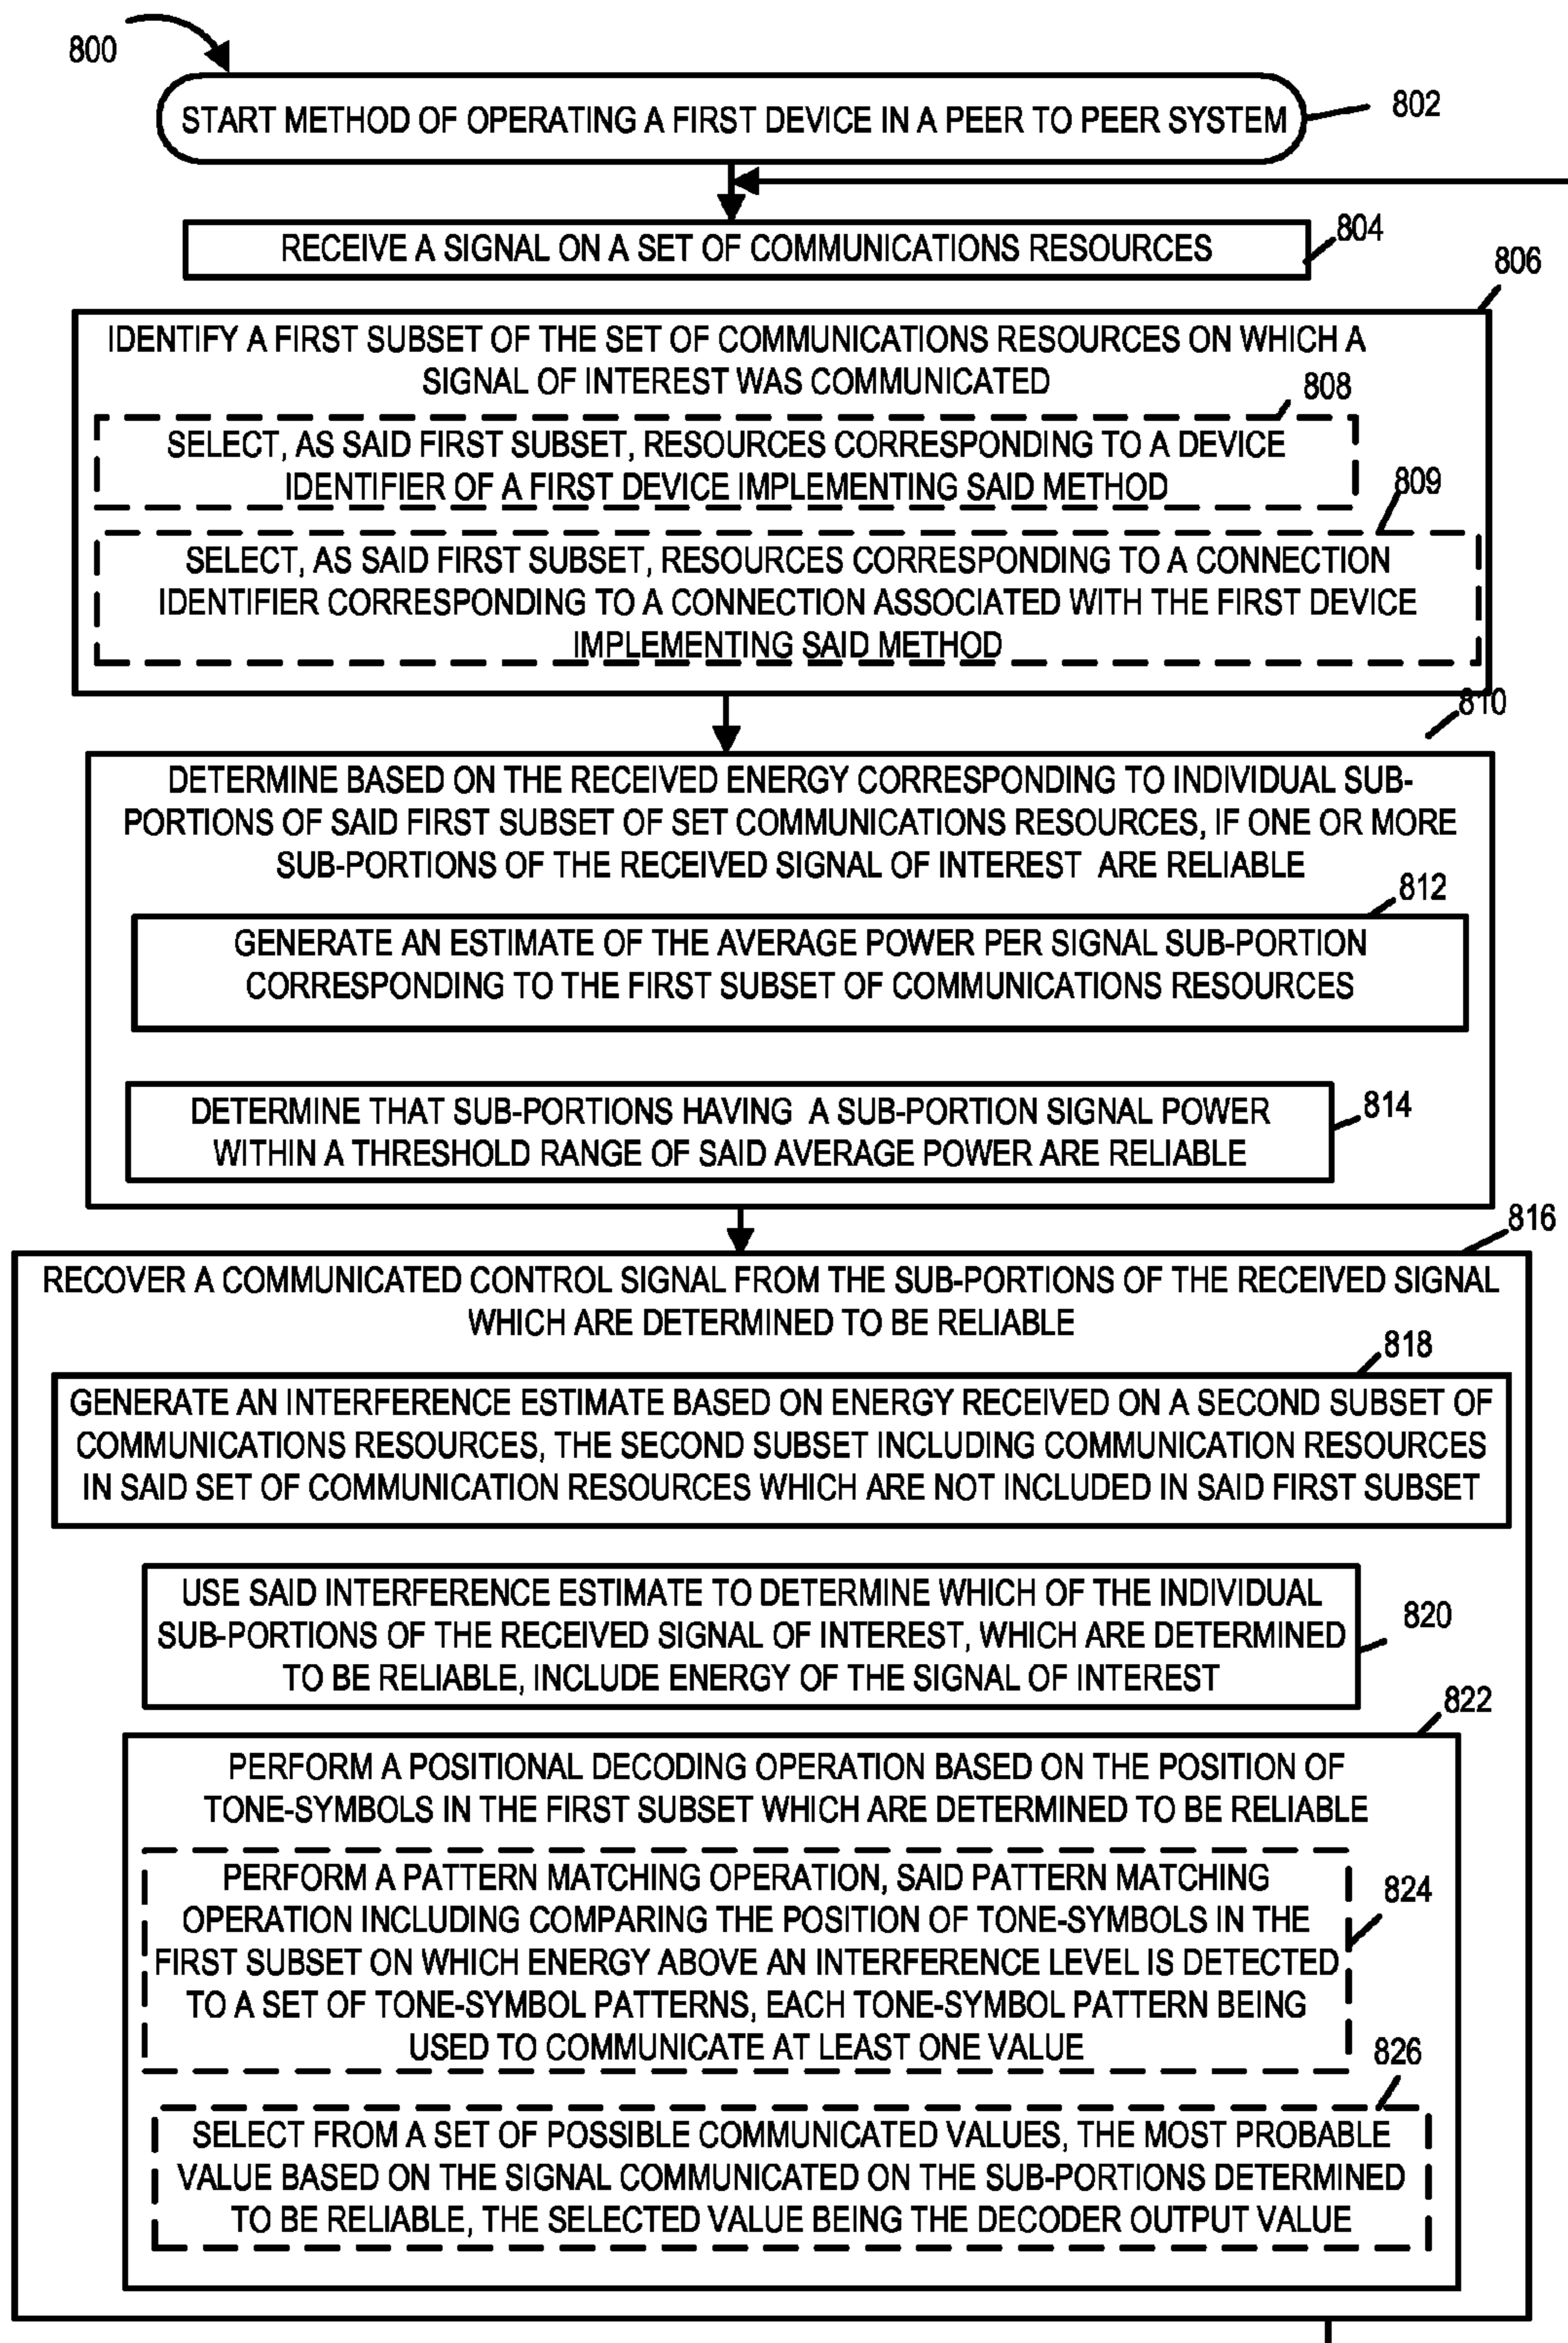 800
START METHOD OF OPERATING A FIRST DEVICE IN A PEER TO PEER SYSTEM
802
RECEIVE A SIGNAL ON A SET OF COMMUNICATIONS RESOURCES
804
806
IDENTIFY A FIRST SUBSET OF THE SET OF COMMUNICATIONS RESOURCES ON WHICH A
SIGNAL OF INTEREST WAS COMMUNICATED
808
SELECT, AS SAID FIRST SUBSET, RESOURCES CORRESPONDING TO A DEVICE
IDENTIFIER OF A FIRST DEVICE IMPLEMENTING SAID METHOD
809
SELECT, AS SAID FIRST SUBSET, RESOURCES CORRESPONDING TO A CONNECTION
IDENTIFIER CORRESPONDING TO A CONNECTION ASSOCIATED WITH THE FIRST DEVICE
IMPLEMENTING SAID METHOD
810
DETERMINE BASED ON THE RECEIVED ENERGY CORRESPONDING TO INDIVIDUAL SUB-
PORTIONS OF SAID FIRST SUBSET OF SET COMMUNICATIONS RESOURCES, IF ONE OR MORE
SUB-PORTIONS OF THE RECEIVED SIGNAL OF INTEREST ARE RELIABLE
812
GENERATE AN ESTIMATE OF THE AVERAGE POWER PER SIGNAL SUB-PORTION
CORRESPONDING TO THE FIRST SUBSET OF COMMUNICATIONS RESOURCES
DETERMINE THAT SUB-PORTIONS HAVING A SUB-PORTION SIGNAL POWER
WITHIN A THRESHOLD RANGE OF SAID AVERAGE POWER ARE RELIABLE
814
816
RECOVER A COMMUNICATED CONTROL SIGNAL FROM THE SUB-PORTIONS OF THE RECEIVED SIGNAL
WHICH ARE DETERMINED TO BE RELIABLE
818
GENERATE AN INTERFERENCE ESTIMATE BASED ON ENERGY RECEIVED ON A SECOND SUBSET OF
COMMUNICATIONS RESOURCES, THE SECOND SUBSET INCLUDING COMMUNICATION RESOURCES
IN SAID SET OF COMMUNICATION RESOURCES WHICH ARE NOT INCLUDED IN SAID FIRST SUBSET
USE SAID INTERFERENCE ESTIMATE TO DETERMINE WHICH OF THE INDIVIDUAL
SUB-PORTIONS OF THE RECEIVED SIGNAL OF INTEREST, WHICH ARE DETERMINED
TO BE RELIABLE, INCLUDE ENERGY OF THE SIGNAL OF INTEREST
820
822
PERFORM A POSITIONAL DECODING OPERATION BASED ON THE POSITION OF
TONE-SYMBOLS IN THE FIRST SUBSET WHICH ARE DETERMINED TO BE RELIABLE
PERFORM A PATTERN MATCHING OPERATION, SAID PATTERN MATCHING
OPERATION INCLUDING COMPARING THE POSITION OF TONE-SYMBOLS IN THE
FIRST SUBSET ON WHICH ENERGY ABOVE AN INTERFERENCE LEVEL IS DETECTED
TO A SET OF TONE-SYMBOL PATTERNS, EACH TONE-SYMBOL PATTERN BEING
USED TO COMMUNICATE AT LEAST ONE VALUE
824
826
SELECT FROM A SET OF POSSIBLE COMMUNICATED VALUES, THE MOST PROBABLE
VALUE BASED ON THE SIGNAL COMMUNICATED ON THE SUB-PORTIONS DETERMINED
TO BE RELIABLE, THE SELECTED VALUE BEING THE DECODER OUTPUT VALUE